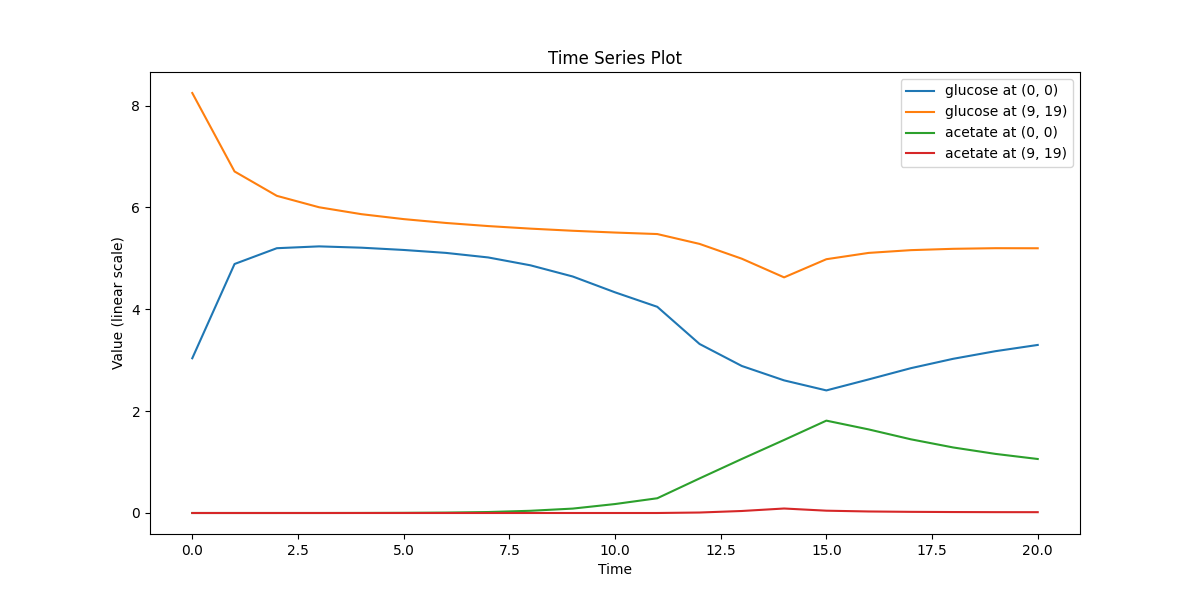 Time Series Plot
glucose at (0, 0)
glucose at (9, 19)
acetate at (0, 0)
acetate at (9, 19)
Value (linear scale)
8
6
4
2
0
0.0 2.5 5.0 7.5 10.0 12.5 15.0 17.5 20.0
Time